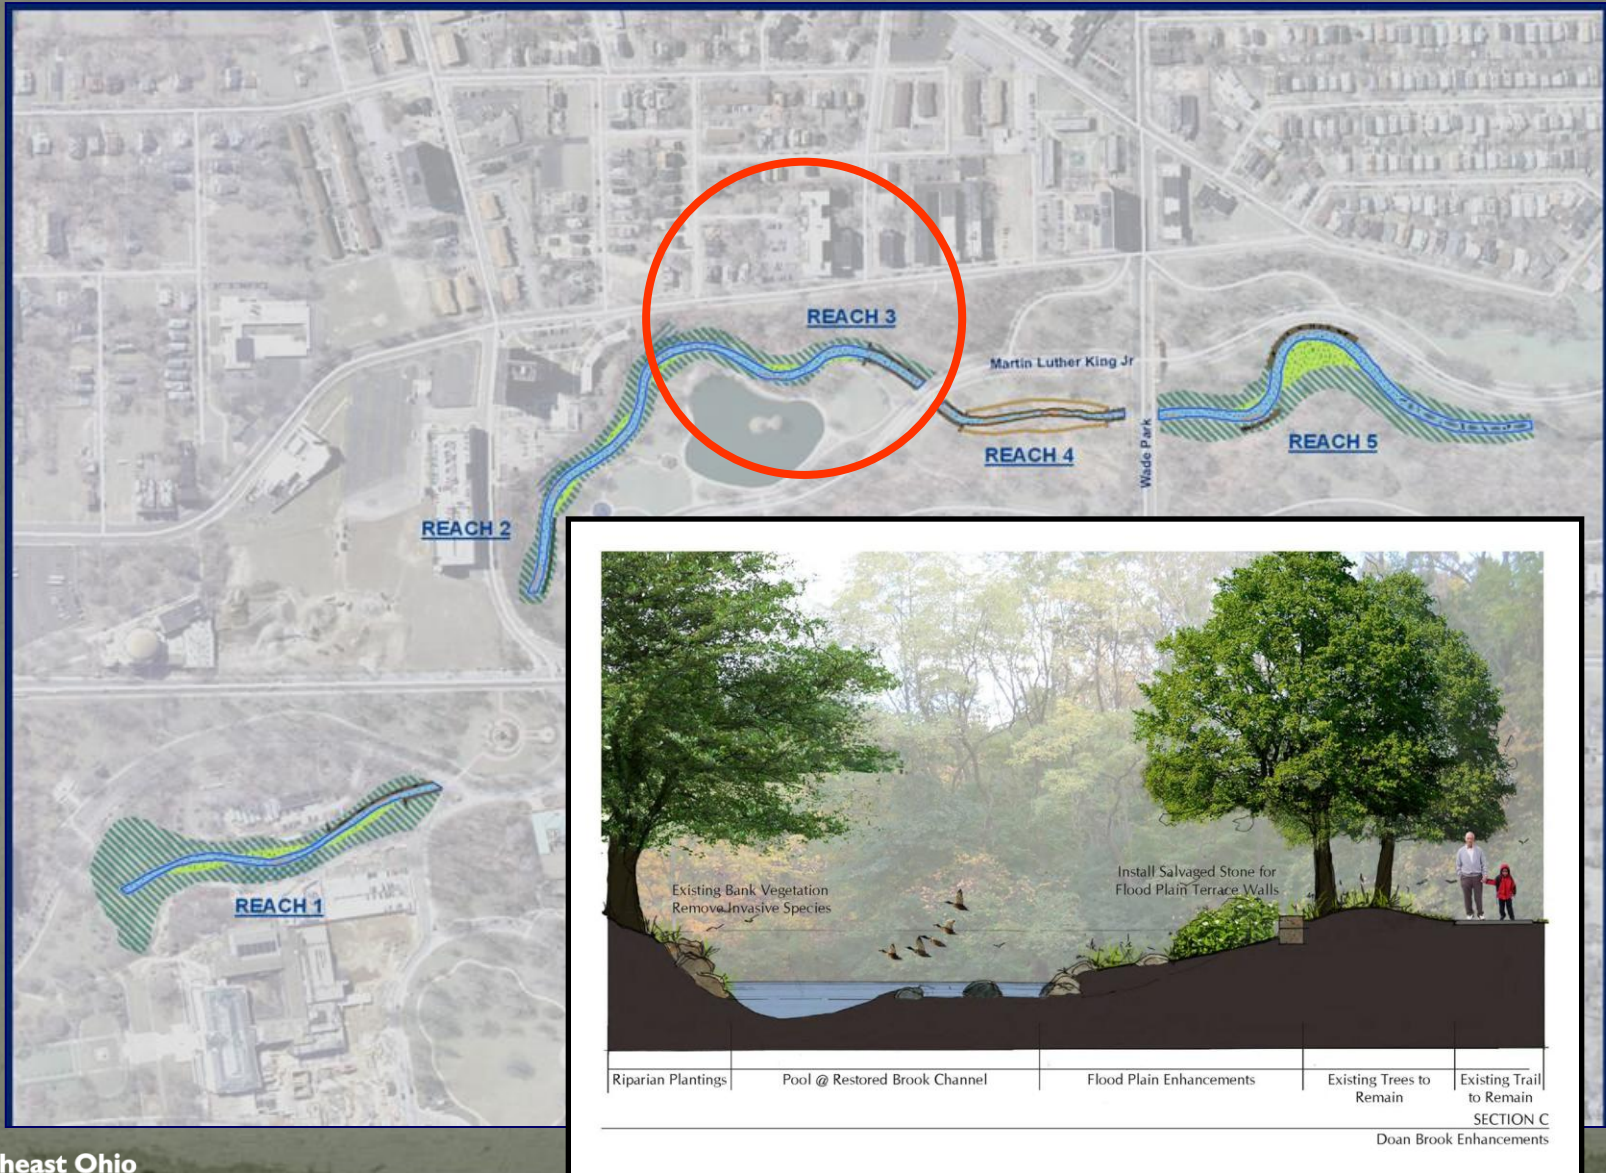 REACH 3
Martin Luther King Jr
REACH 4
Wade Park
REACH 5
REACH 2
REACH 1
Existing Bank Vegetation
Remove Invasive Species
Install Salvaged Stone for
Flood Plain Terrace Walls
Riparian Plantings
Pool @ Restored Brook Channel
Flood Plain Enhancements
Existing Trees to
Remain
Existing Trail
to Remain
SECTION C
Doan Brook Enhancements
heast Ohio